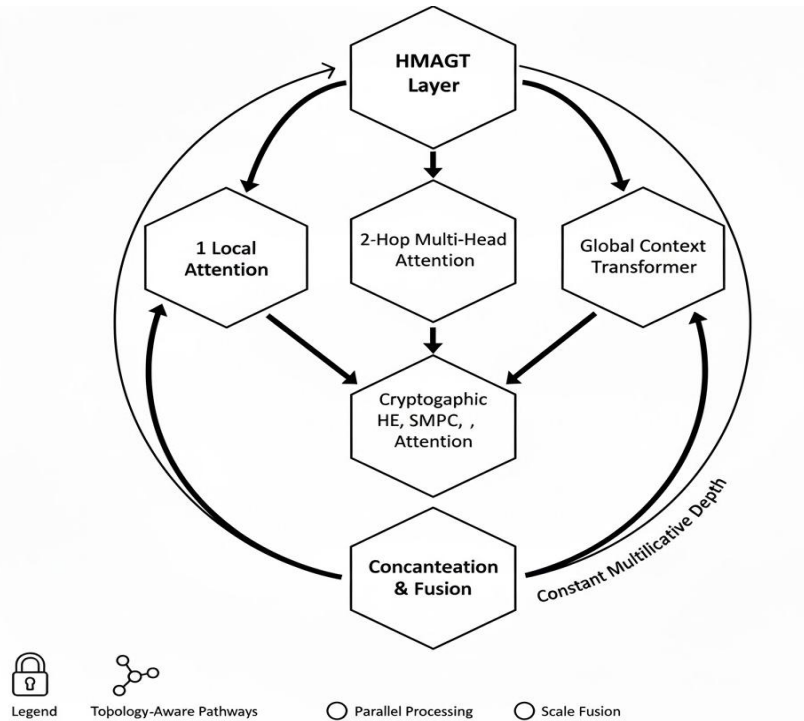 HMAGT
Layer
1 Local
Attention
2-Hop Multi-Head
Attention
Global Context
Transformer
Cryptogaphic
HE, SMPC, ,
Attention
Concanteation
& Fusion
Constant Multilicative Depth
Legend
Topology-Aware Pathways
Parallel Processing
Scale Fusion